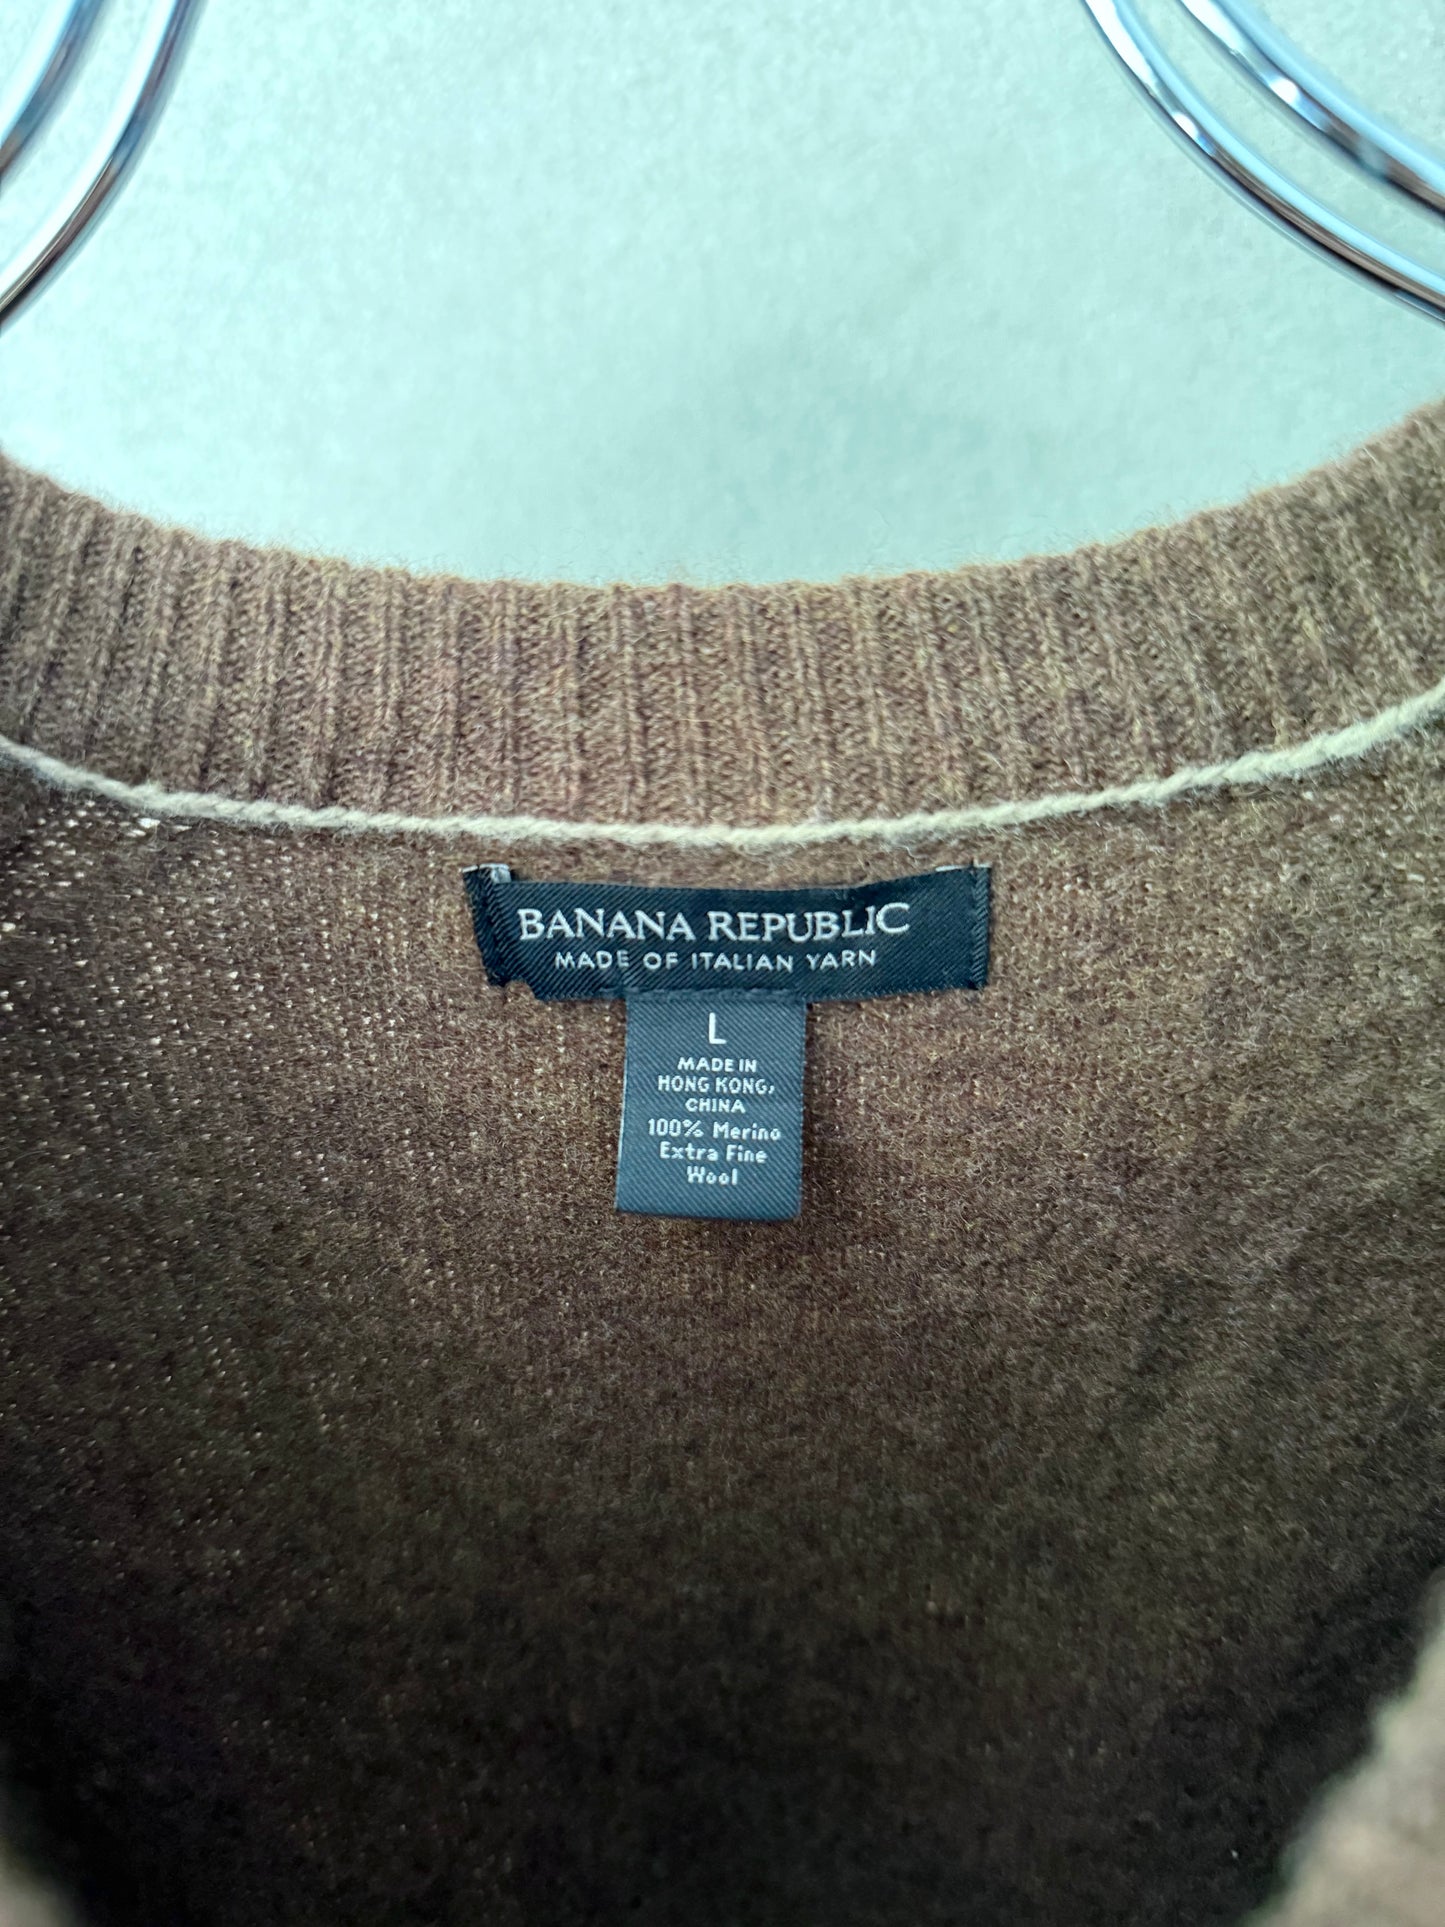 BANANA REPUBLIC
MADE OF ITALIAN YARN
L
MADE IN
HONG KONG,
CHINA
100% Merino
Extra Fine
Wool